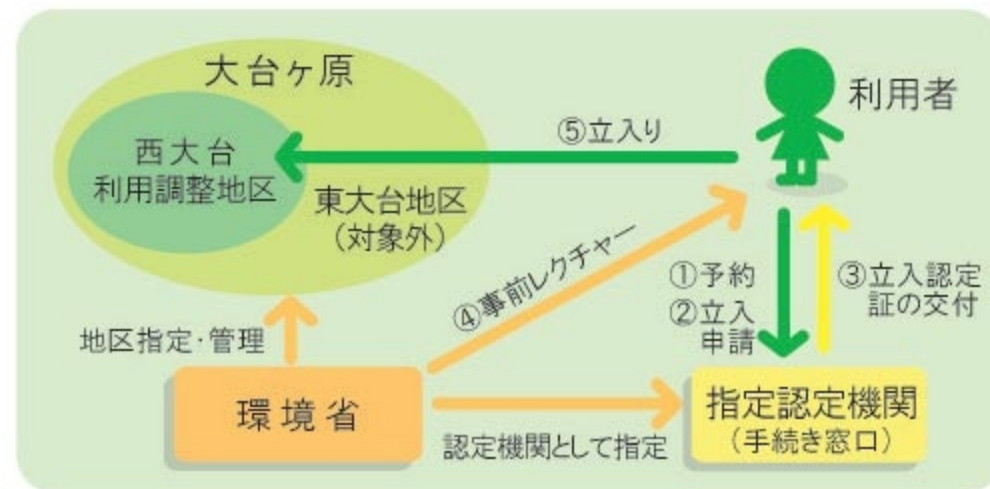 大台ヶ原
西大台
利用調整地区
東大台地区
（対象外）
⑤立入り
利用者
④事前レクチャー
①予約
②立入
申請
③立入認定
証の交付
地区指定・管理
環境省
認定機関として指定
指定認定機関
（手続き窓口）